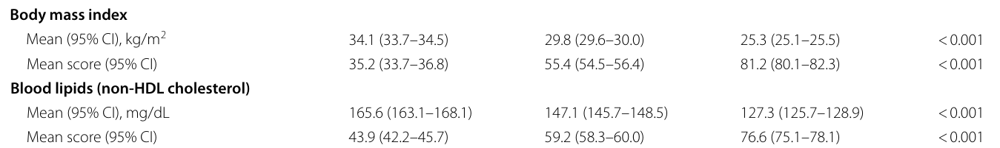 Body mass index
Mean (95% CI), kg/m² 34.1 (33.7–34.5) 29.8 (29.6–30.0) 25.3 (25.1–25.5) < 0.001
Mean score (95% CI) 35.2 (33.7–36.8) 55.4 (54.5–56.4) 81.2 (80.1–82.3) < 0.001
Blood lipids (non-HDL cholesterol)
Mean (95% CI), mg/dL 165.6 (163.1–168.1) 147.1 (145.7–148.5) 127.3 (125.7–128.9) < 0.001
Mean score (95% CI) 43.9 (42.2–45.7) 59.2 (58.3–60.0) 76.6 (75.1–78.1) < 0.001